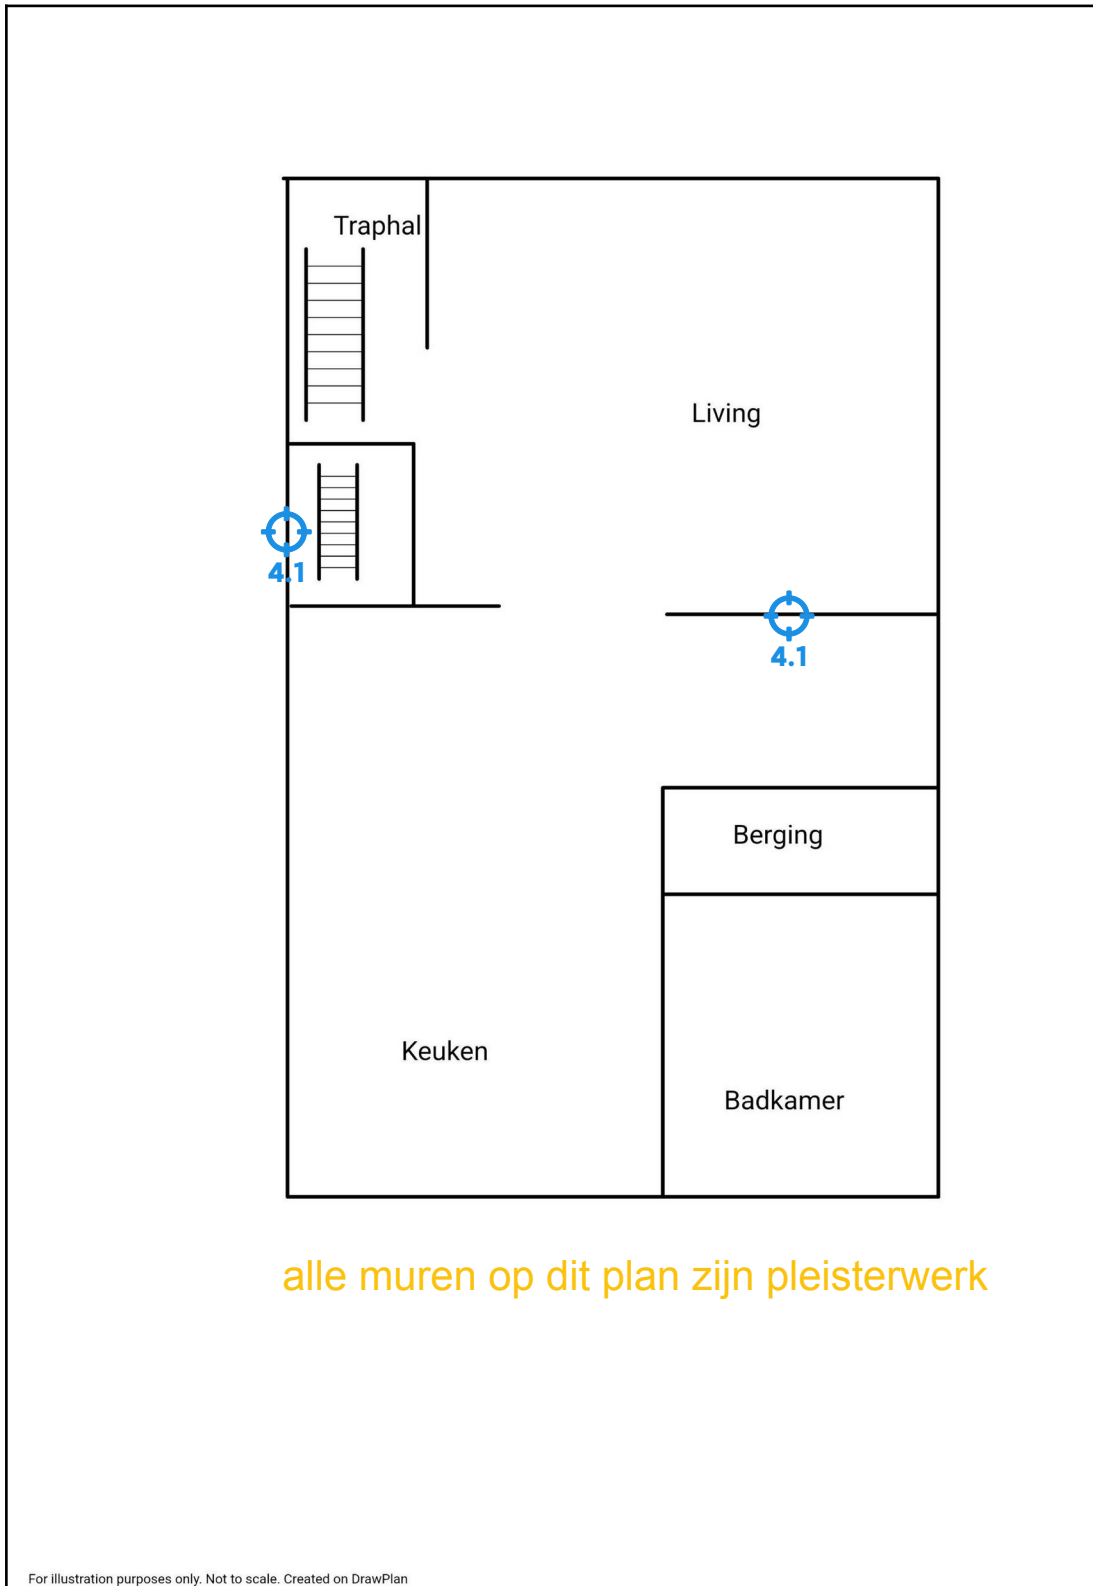 Traphal
Living
4.1
4.1
Berging
Keuken
Badkamer
alle muren op dit plan zijn pleisterwerk
For illustration purposes only. Not to scale. Created on DrawPlan